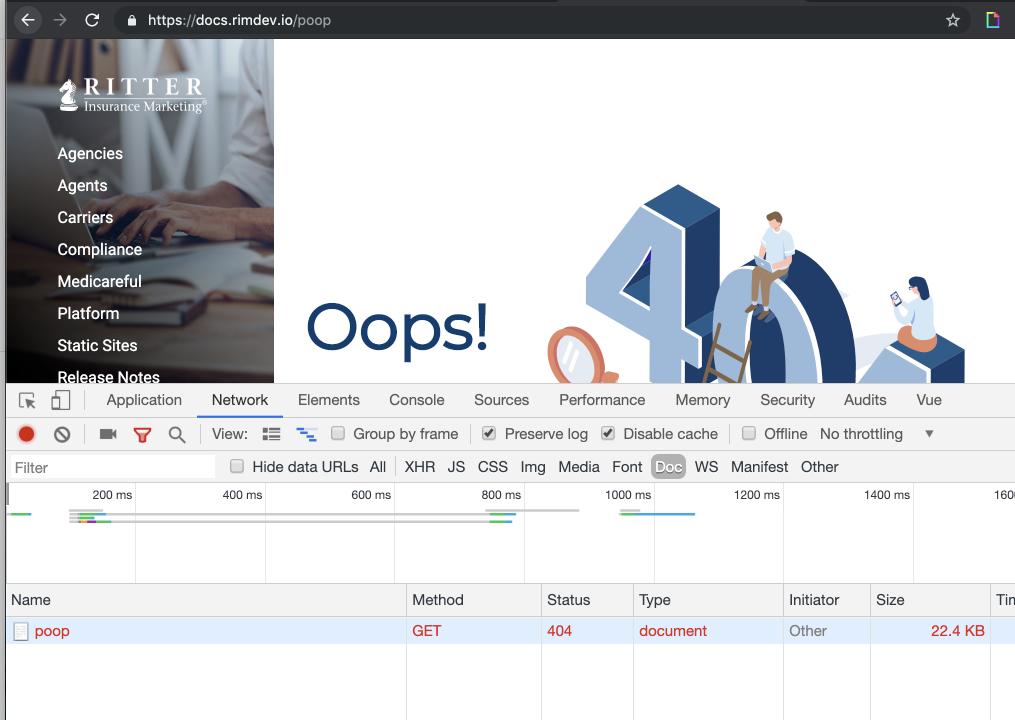 https://docs.rimdev.io/poop
RITTER
Insurance Marketing®
Agencies
Agents
Carriers
Compliance
Medicareful
Platform
Static Sites
Release Notes
Oops!
40
Application Network Elements Console Sources Performance Memory Security Audits Vue
View: Group by frame Preserve log Disable cache Offline No throttling
Filter Hide data URLs All XHR JS CSS Img Media Font Doc WS Manifest Other
200 ms 400 ms 600 ms 800 ms 1000 ms 1200 ms 1400 ms 1600
Name Method Status Type Initiator Size Tim
poop GET 404 document Other 22.4 KB